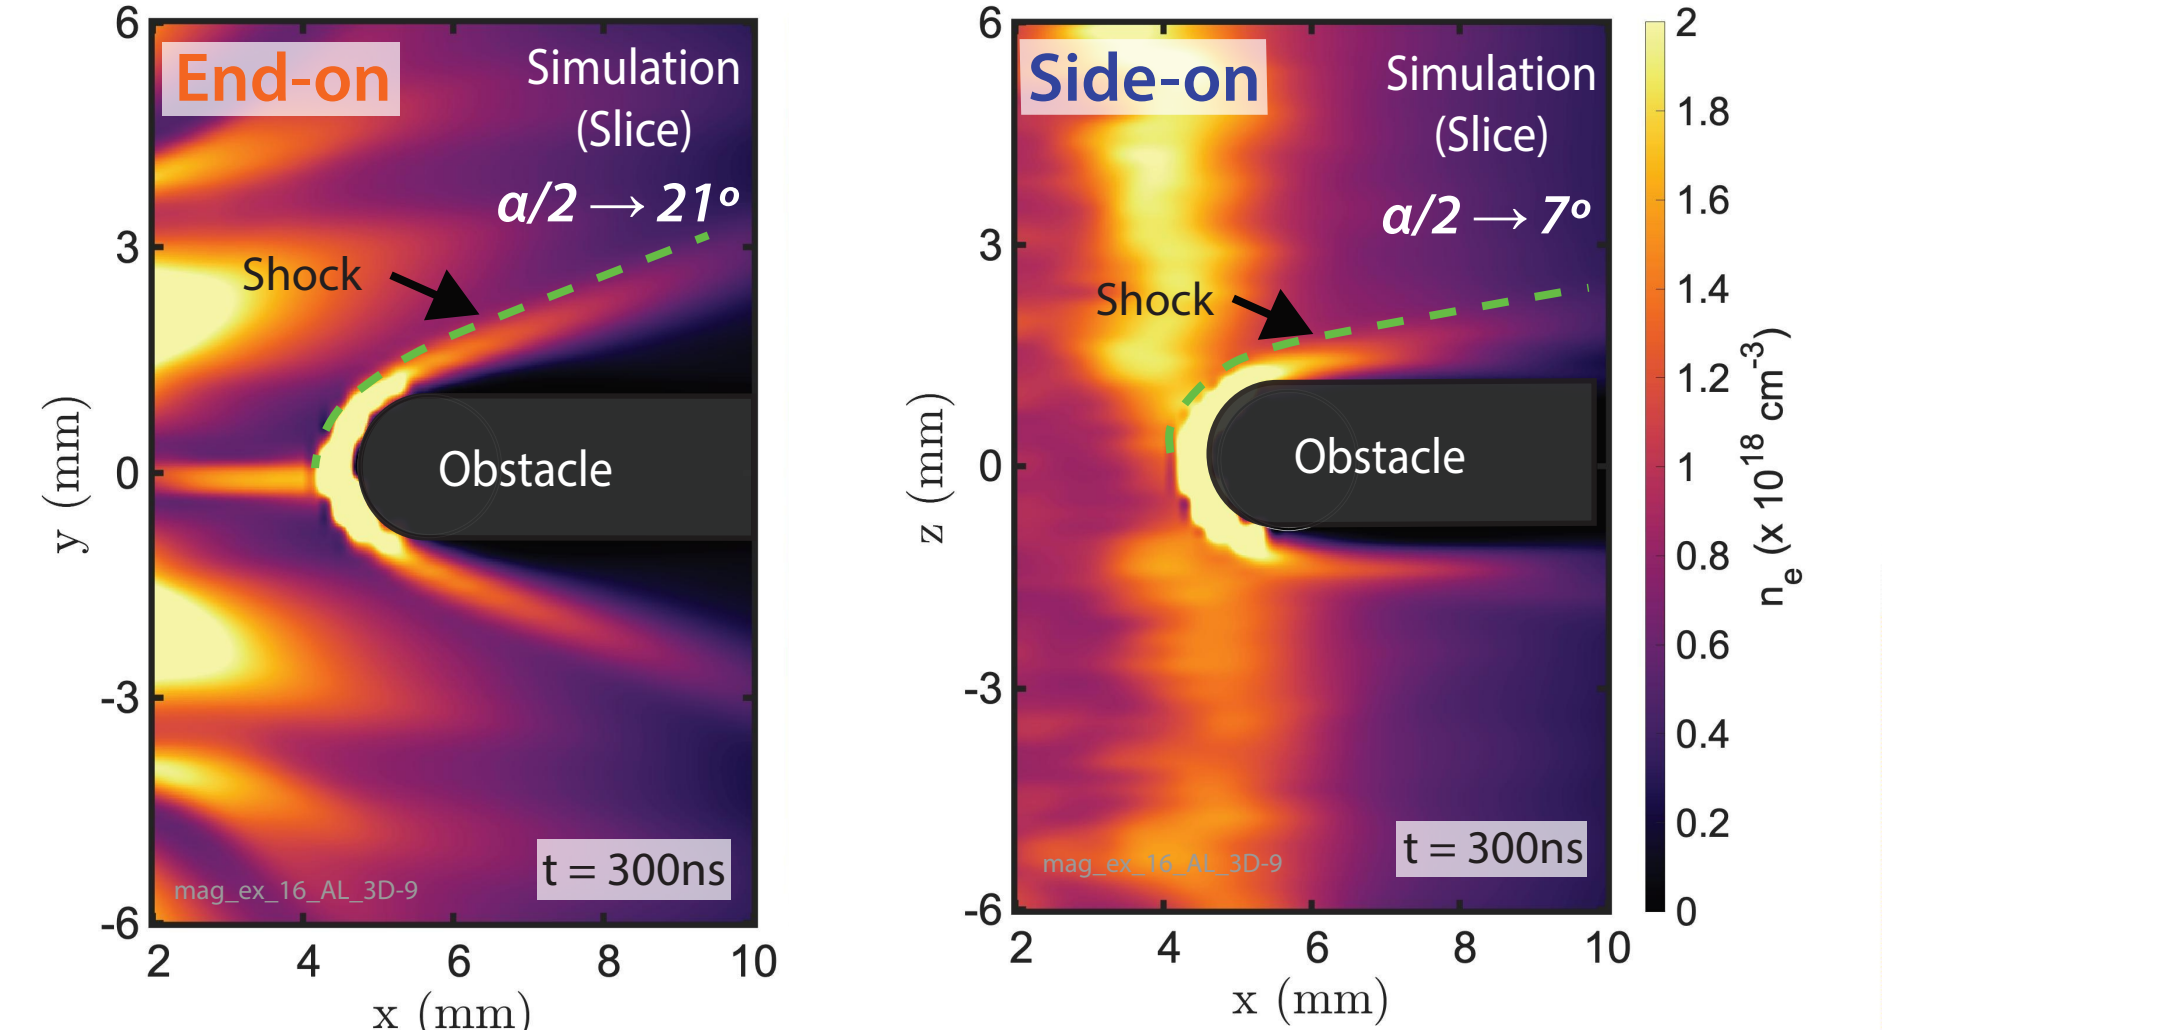 End-on
Simulation
(Slice)
α/2 → 21º
Shock
Obstacle
t = 300ns
mag_ex_16_AL_3D-9
6
3
0
-3
-6
y (mm)
2 4 6 8 10
x (mm)
Side-on
Simulation
(Slice)
α/2 → 7º
Shock
Obstacle
t = 300ns
mag_ex_16_AL_3D-9
6
3
0
-3
-6
z (mm)
2 4 6 8 10
x (mm)
2
1.8
1.6
1.4
1.2
1
0.8
0.6
0.4
0.2
0
n_e (x 10^18 cm^-3)